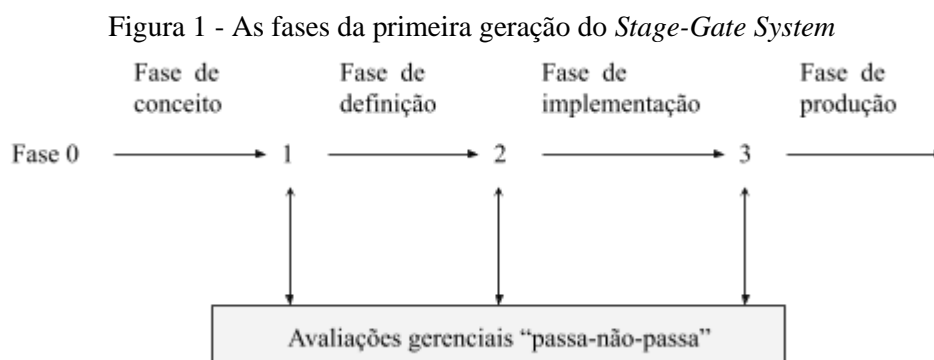 Figura 1 - As fases da primeira geração do Stage-Gate System
Fase de conceito
Fase de definição
Fase de implementação
Fase de produção
Fase 0
1
2
3
Avaliações gerenciais “passa-não-passa”